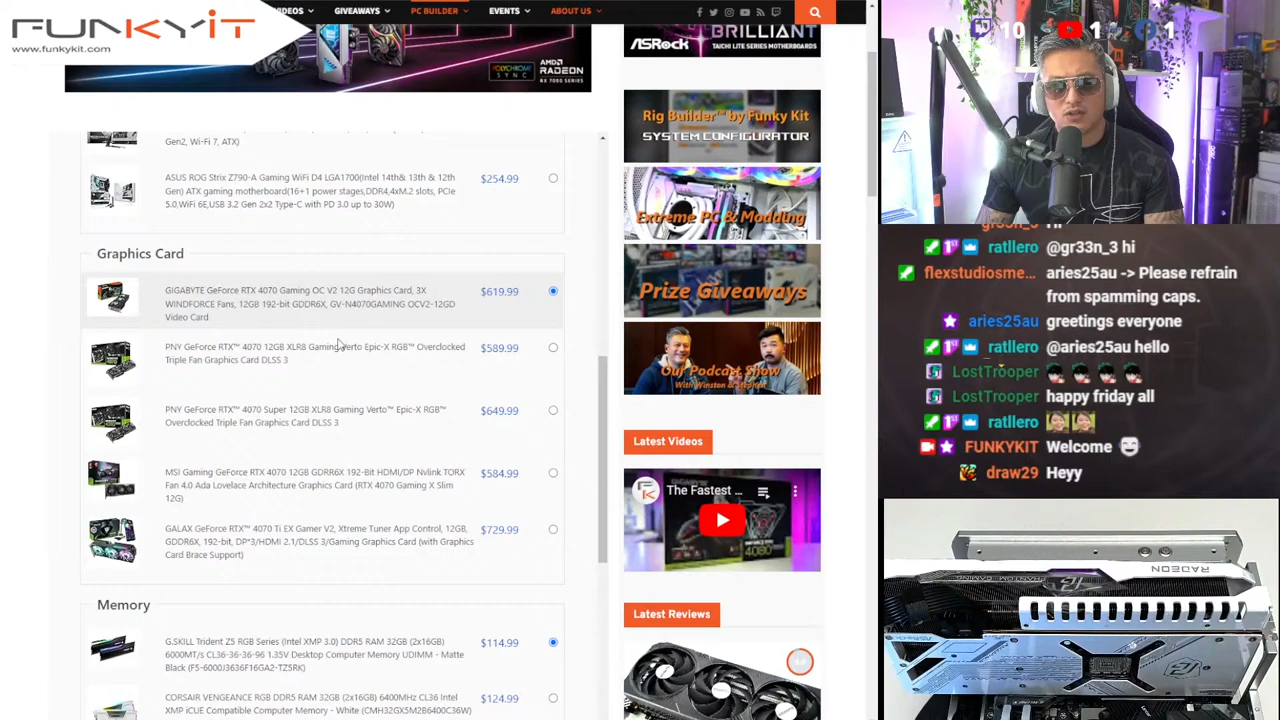 FUNKYIT
www.funkykit.com
VIDEOS
GIVEAWAYS
PC BUILDER
EVENTS
ABOUT US
POLYCHROME
SYNC
AMD
RADEON
RX 7000 SERIES
Gen2, Wi-Fi 7, ATX)
ASUS ROG Strix Z790-A Gaming WiFi D4 LGA1700(Intel 14th& 13th & 12th
Gen) ATX gaming motherboard(16+1 power stages,DDR4,4xM.2 slots, PCIe
5.0,WiFi 6E,USB 3.2 Gen 2x2 Type-C with PD 3.0 up to 30W)
$254.99
Graphics Card
GIGABYTE GeForce RTX 4070 Gaming OC V2 12G Graphics Card, 3X
WINDFORCE Fans, 12GB 192-bit GDDR6X, GV-N4070GAMING OCV2-12GD
Video Card
$619.99
PNY GeForce RTX™ 4070 12GB XLR8 Gaming Verto Epic-X RGB™ Overclocked
Triple Fan Graphics Card DLSS 3
$589.99
PNY GeForce RTX™ 4070 Super 12GB XLR8 Gaming Verto™ Epic-X RGB™
Overclocked Triple Fan Graphics Card DLSS 3
$649.99
MSI Gaming GeForce RTX 4070 12GB GDRR6X 192-Bit HDMI/DP Nvlink TORX
Fan 4.0 Ada Lovelace Architecture Graphics Card (RTX 4070 Gaming X Slim
12G)
$584.99
GALAX GeForce RTX™ 4070 Ti EX Gamer V2, Xtreme Tuner App Control, 12GB,
GDDR6X, 192-bit, DP*3/HDMI 2.1/DLSS 3/Gaming Graphics Card (with Graphics
Card Brace Support)
$729.99
Memory
G.SKILL Trident Z5 RGB Series (Intel XMP 3.0) DDR5 RAM 32GB (2x16GB)
6000MT/s CL36-36-36-96 1.35V Desktop Computer Memory UDIMM - Matte
Black (F5-6000J3636F16GA2-TZ5RK)
$114.99
CORSAIR VENGEANCE RGB DDR5 RAM 32GB (2x16GB) 6400MHz CL36 Intel
XMP iCUE Compatible Computer Memory - White (CMH32GX5M2B6400C36W)
$124.99
BRILLIANT
ASRock
TAICHI LITE SERIES MOTHERBOARDS
Rig Builder™ by Funky Kit
SYSTEM CONFIGURATOR
Extreme PC & Modding
Prize Giveaways
Our Podcast Show
With Winston & Stephen
Latest Videos
The Fastest ...
4080
Latest Reviews
10
1
1
gr33n_3 Hi
ratllero @gr33n_3 hi
flexstudiosme... aries25au -> Please refrain
from spamming caps.
aries25au greetings everyone
ratllero @aries25au hello
LostTrooper
LostTrooper happy friday all
ratllero
FUNKYKIT Welcome
draw29 Heyy
RADEON